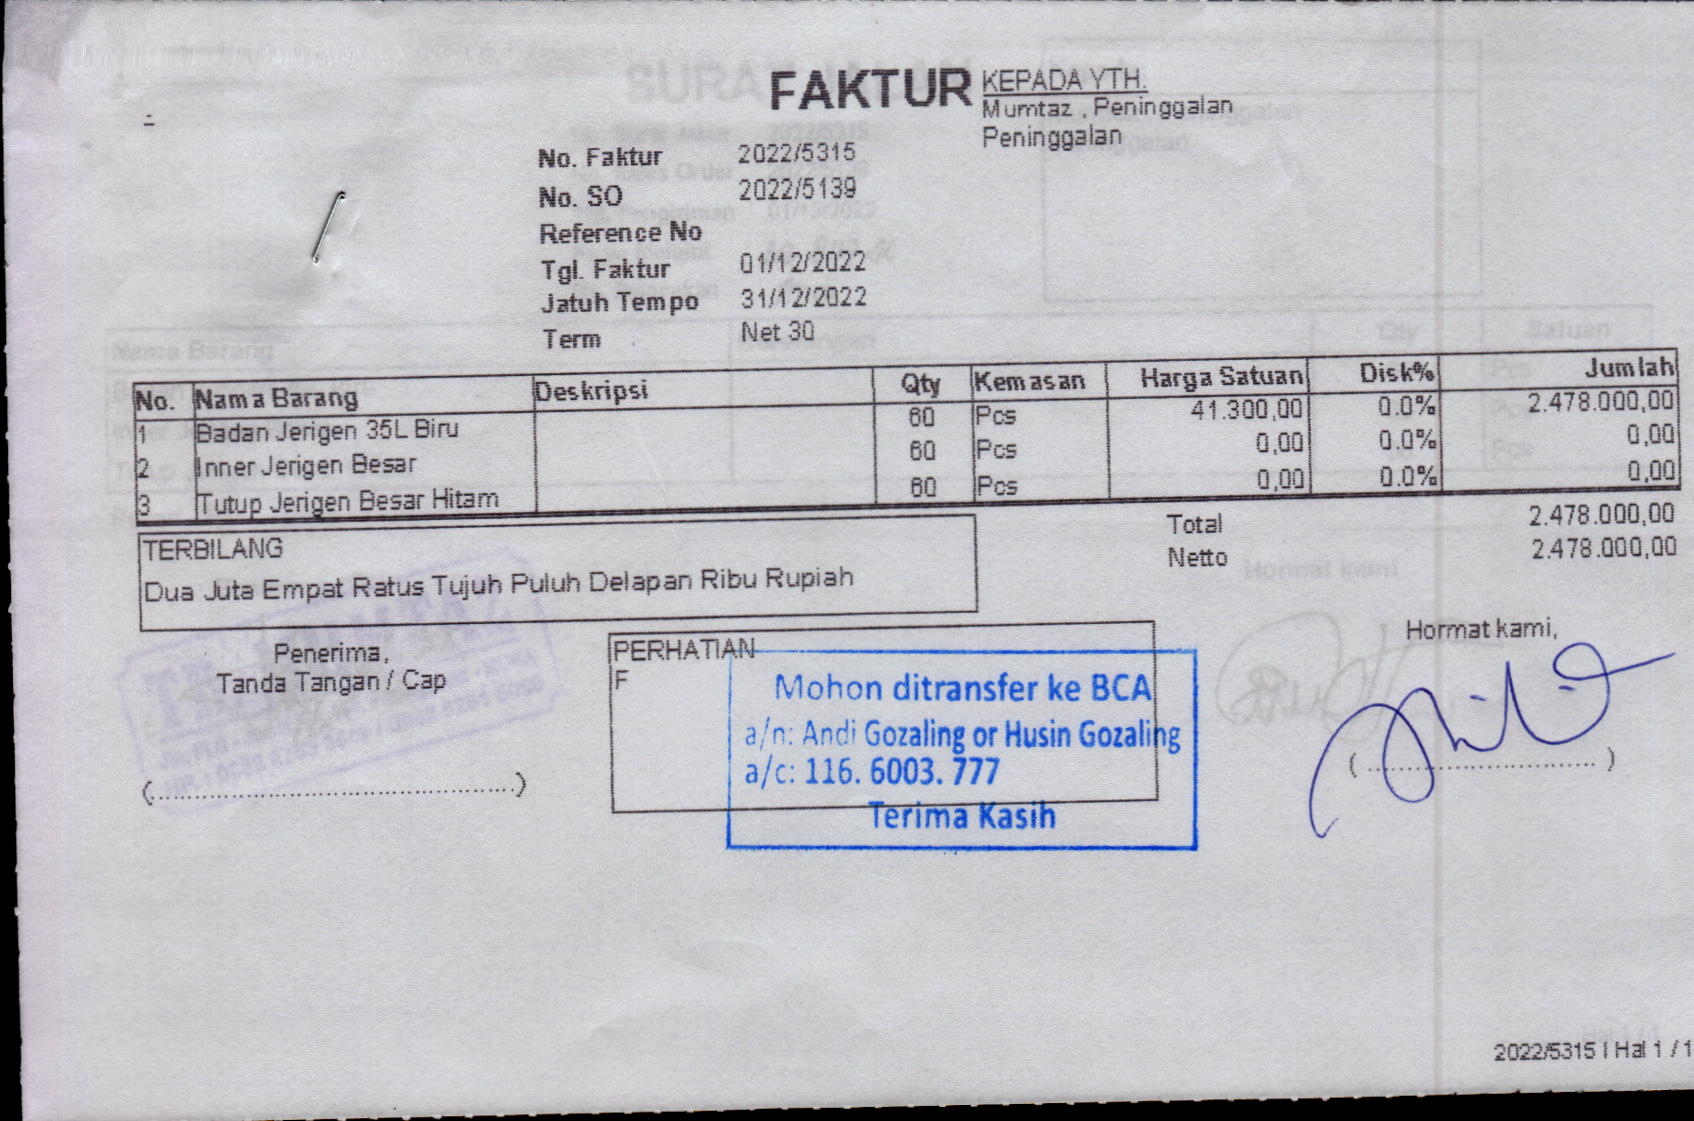 FAKTUR
KEPADA YTH.
Mumtaz , Peninggalan
Peninggalan
No. Faktur 2022/5315
No. SO 2022/5139
Reference No
Tgl. Faktur 01/12/2022
Jatuh Tempo 31/12/2022
Term Net 30
No. Nama Barang Deskripsi Qty Kemasan Harga Satuan Disk% Jumlah
1 Badan Jerigen 35L Biru 60 Pcs 41.300,00 0.0% 2.478.000,00
2 Inner Jerigen Besar 60 Pcs 0,00 0.0% 0,00
3 Tutup Jerigen Besar Hitam 60 Pcs 0,00 0.0% 0,00
Total 2.478.000,00
Netto 2.478.000,00
TERBILANG
Dua Juta Empat Ratus Tujuh Puluh Delapan Ribu Rupiah
Penerima,
Tanda Tangan / Cap
(..................................................)
PERHATIAN
F
Mohon ditransfer ke BCA
a/n: Andi Gozaling or Husin Gozaling
a/c: 116. 6003. 777
Terima Kasih
Hormat kami,
( ................................ )
2022/5315 | Hal 1 / 1